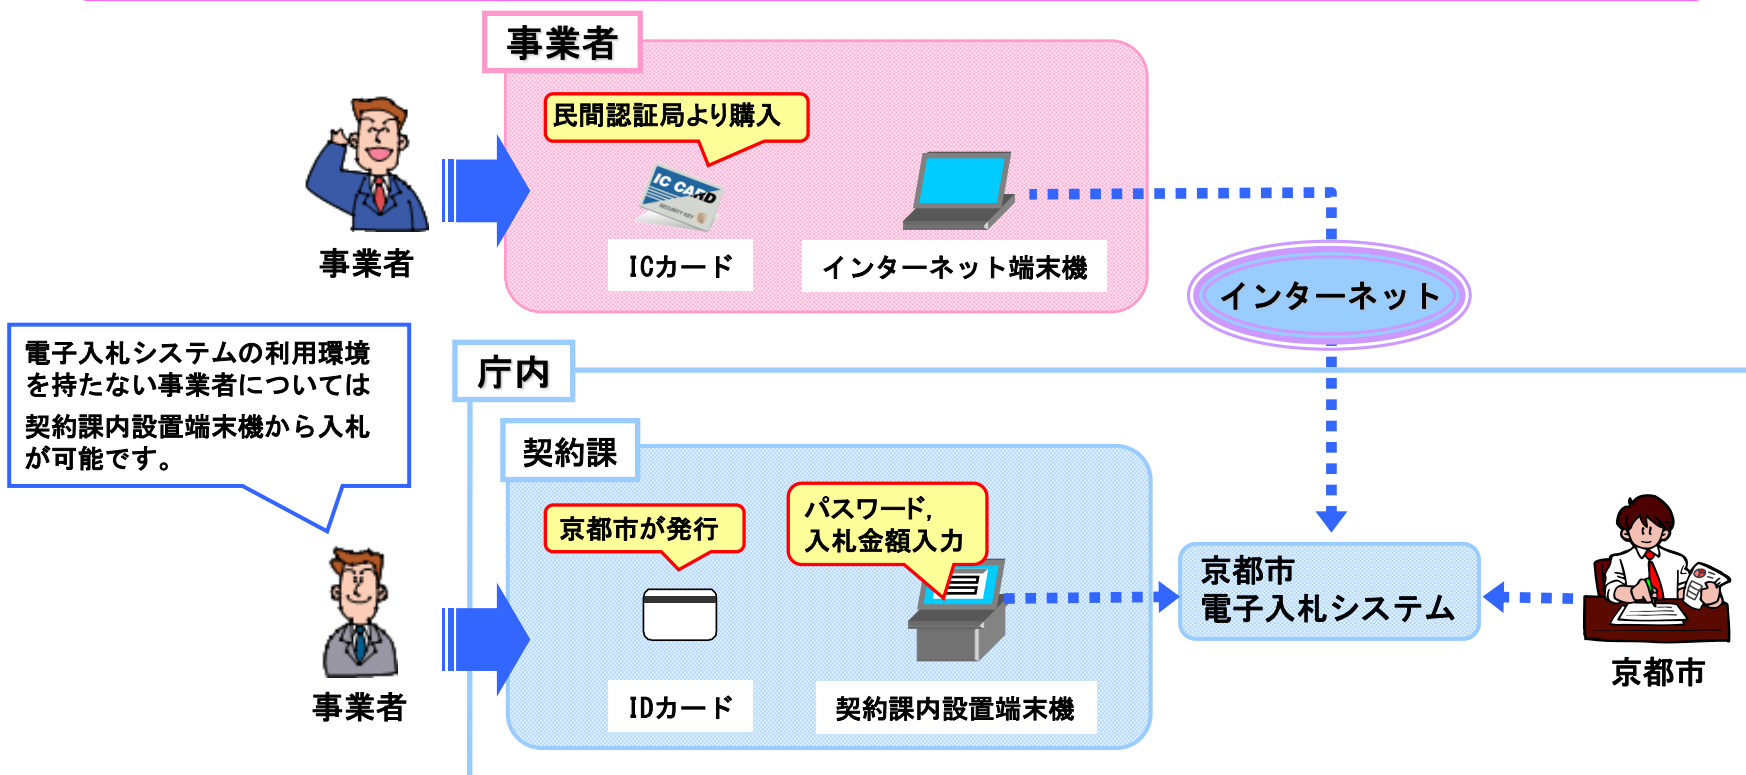 事業者
民間認証局より購入
IC CARD
SECURITY KEY
事業者
ICカード
インターネット端末機
インターネット
電子入札システムの利用環境
を持たない事業者については
契約課内設置端末機から入札
が可能です。
庁内
契約課
京都市が発行
パスワード,
入札金額入力
京都市
電子入札システム
京都市
事業者
IDカード
契約課内設置端末機